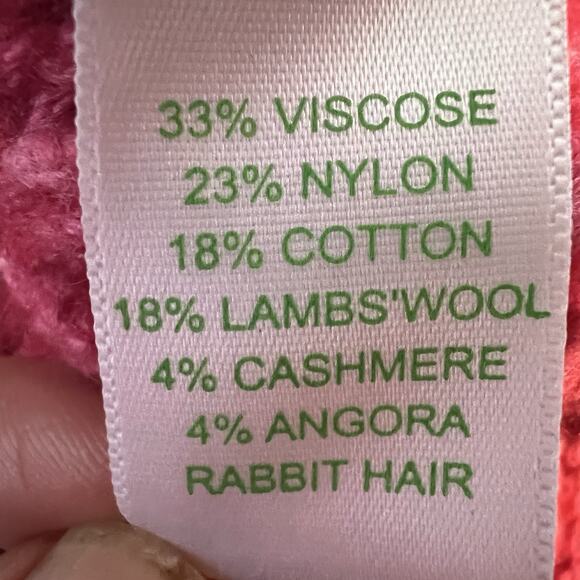 33% VISCOSE
23% NYLON
18% COTTON
18% LAMBS'WOOL
4% CASHMERE
4% ANGORA
RABBIT HAIR